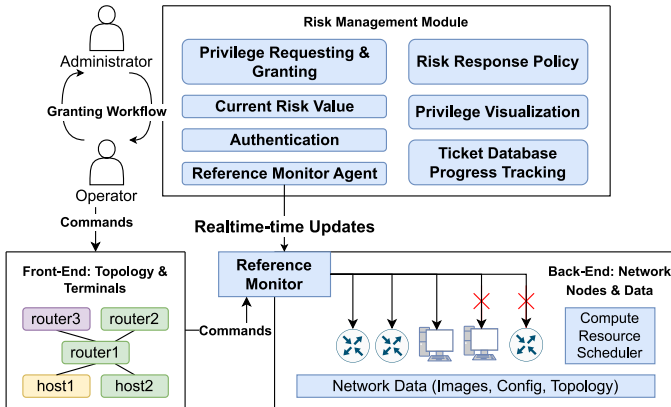 Risk Management Module
Administrator
Granting Workflow
Operator
Commands
Privilege Requesting &
Granting
Current Risk Value
Authentication
Reference Monitor Agent
Risk Response Policy
Privilege Visualization
Ticket Database
Progress Tracking
Realtime-time Updates
Front-End: Topology &
Terminals
router3
router2
router1
host1
host2
Commands
Reference
Monitor
Back-End: Network
Nodes & Data
Compute
Resource
Scheduler
Network Data (Images, Config, Topology)